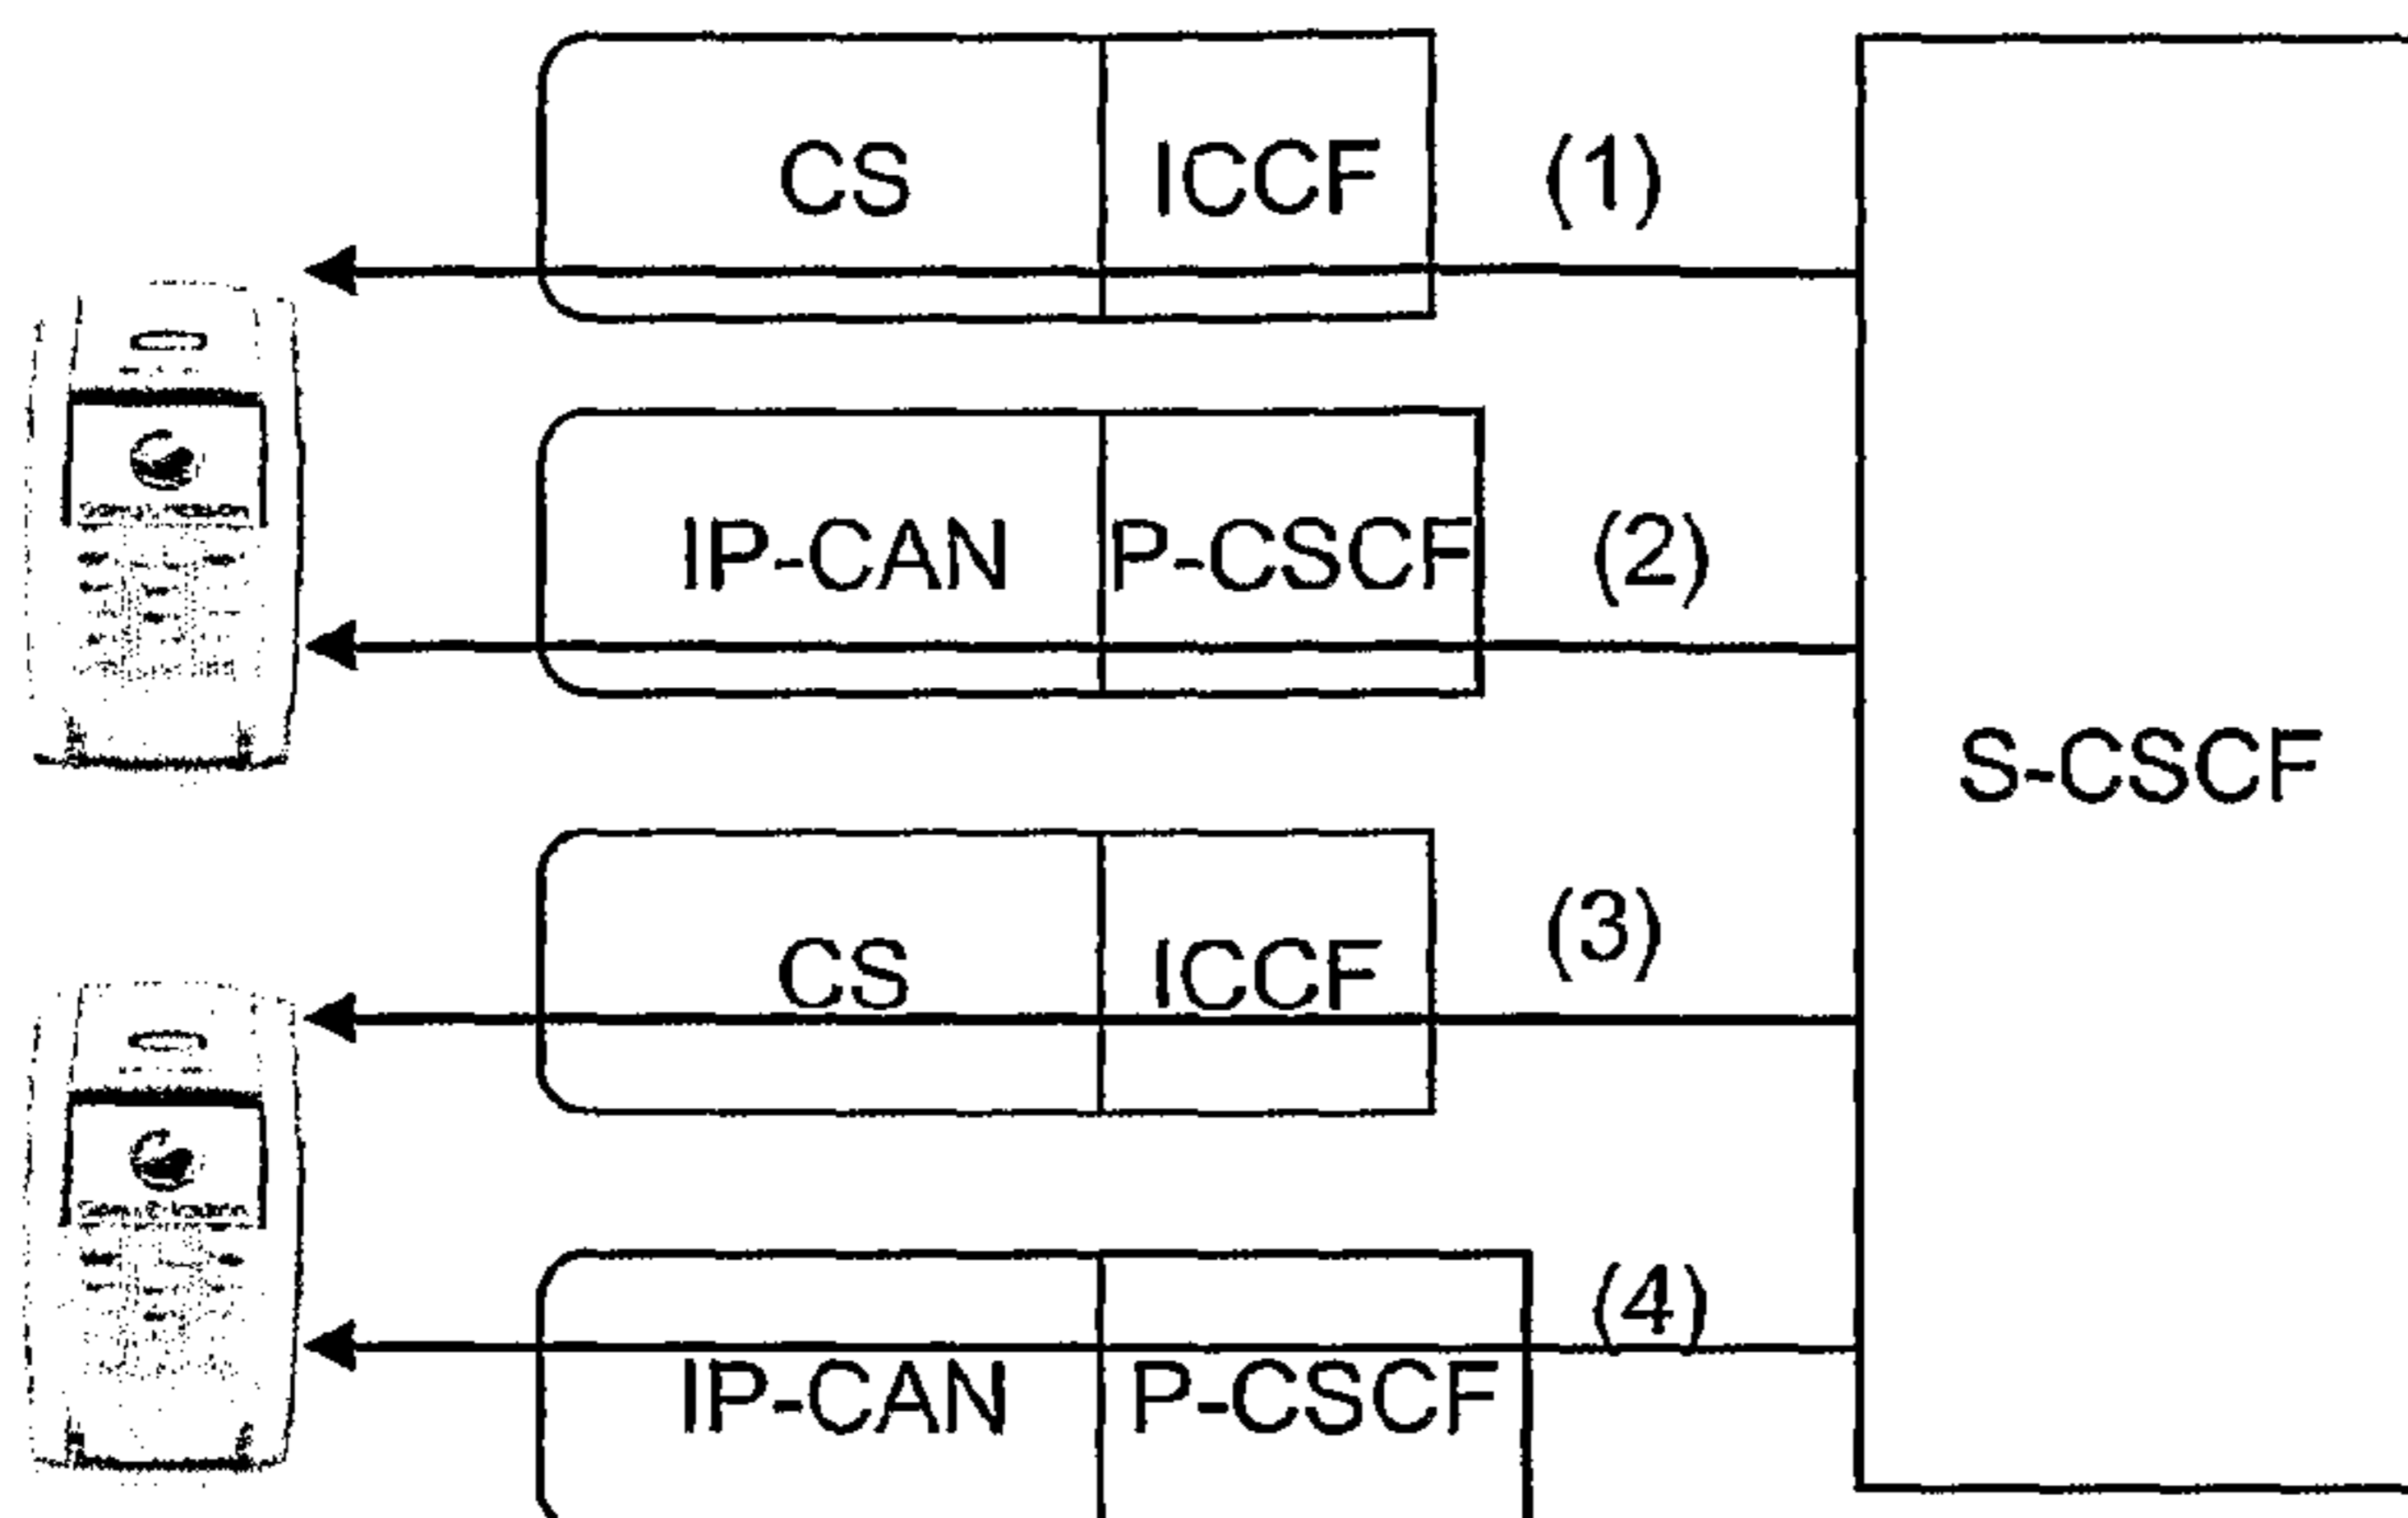 CS ICCF (1)
IP-CAN P-CSCF (2)
S-CSCF
CS ICCF (3)
IP-CAN P-CSCF (4)